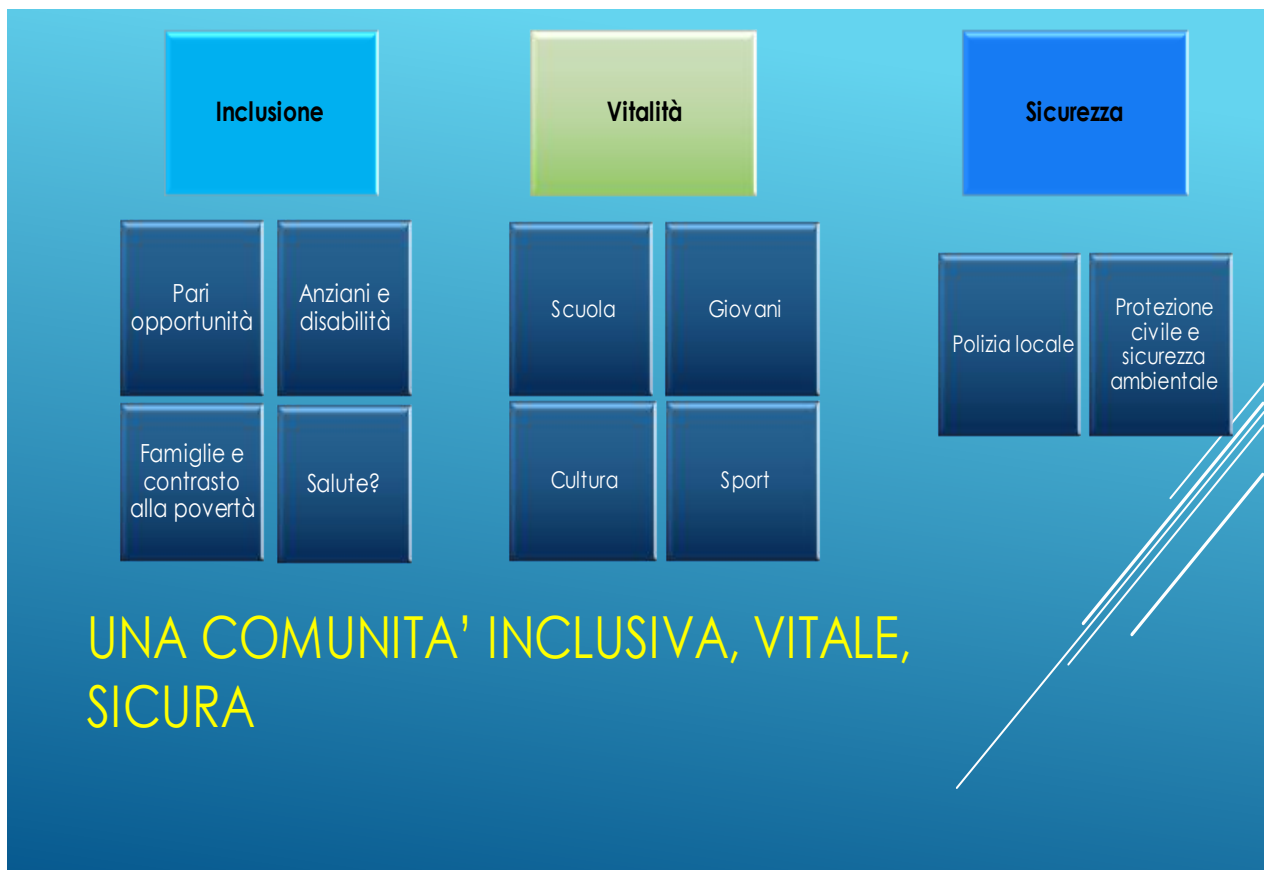 Inclusione
Vitalità
Sicurezza
Pari
opportunità
Anziani e
disabilità
Famiglie e
contrasto
alla povertà
Salute?
Scuola
Giovani
Cultura
Sport
Polizia locale
Protezione
civile e
sicurezza
ambientale
UNA COMUNITA’ INCLUSIVA, VITALE,
SICURA